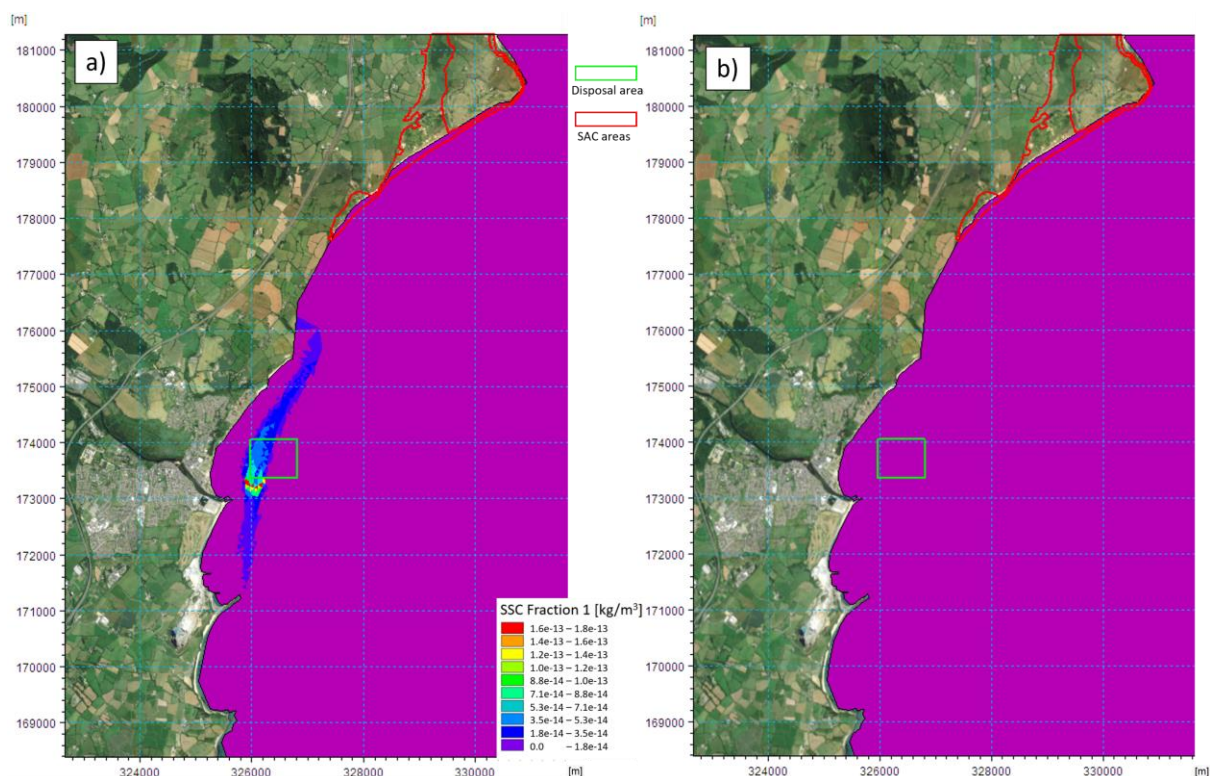 [m]
181000
180000
179000
178000
177000
176000
175000
174000
173000
172000
171000
170000
169000
a)
324000
326000
328000
330000
[m]
Disposal area
SAC areas
SSC Fraction 1 [kg/m³]
1.6e-13 – 1.8e-13
1.4e-13 – 1.6e-13
1.2e-13 – 1.4e-13
1.0e-13 – 1.2e-13
8.8e-14 – 1.0e-13
7.1e-14 – 8.8e-14
5.3e-14 – 7.1e-14
3.5e-14 – 5.3e-14
1.8e-14 – 3.5e-14
0.0 – 1.8e-14
[m]
181000
180000
179000
178000
177000
176000
175000
174000
173000
172000
171000
170000
169000
b)
324000
326000
328000
330000
[m]